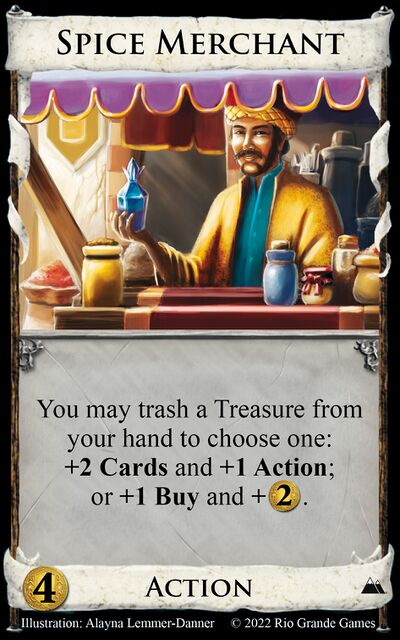 SPICE MERCHANT
You may trash a Treasure from
your hand to choose one:
+2 Cards and +1 Action;
or +1 Buy and +2.
4 ACTION
Illustration: Alayna Lemmer-Danner © 2022 Rio Grande Games